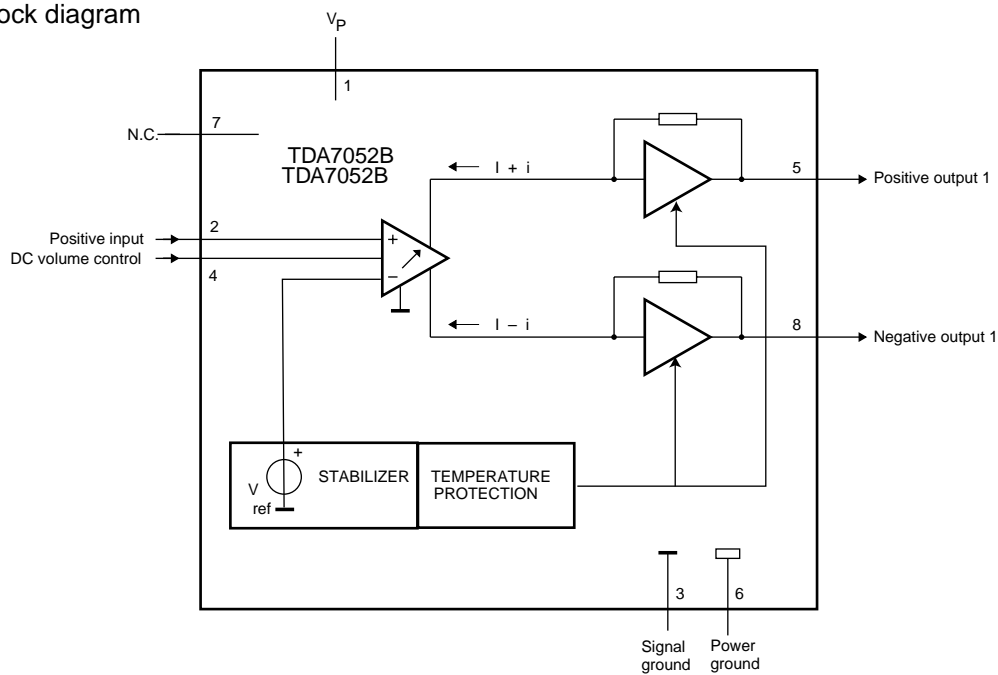 ock diagram
VP
1
7
N.C.
TDA7052B
TDA7052B
I + i
5
Positive output 1
2
Positive input
+
DC volume control
4
−
I − i
8
Negative output 1
+
STABILIZER
TEMPERATURE
PROTECTION
V
ref
3
6
Signal
ground
Power
ground